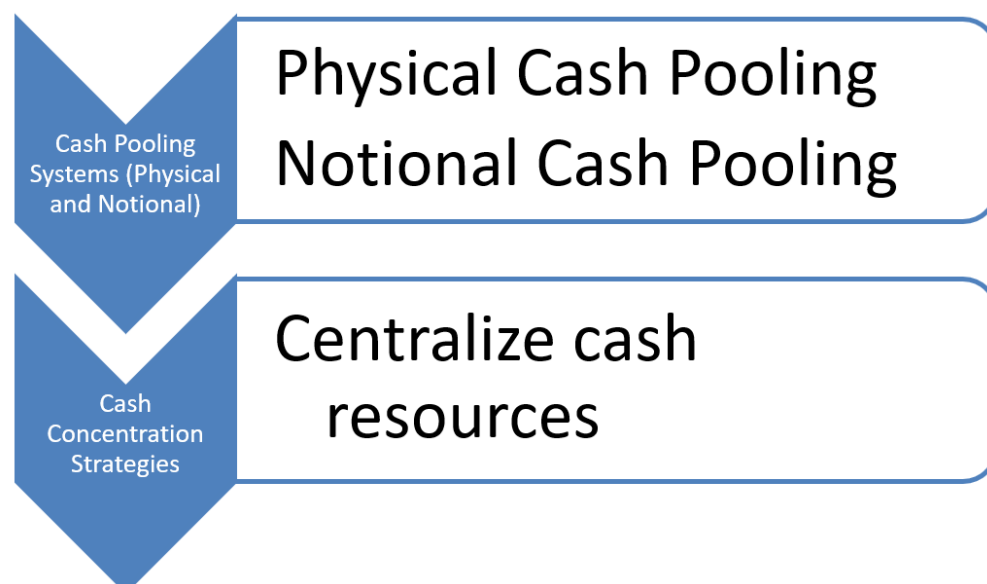 Cash Pooling
Systems (Physical
and Notional)
Physical Cash Pooling
Notional Cash Pooling
Cash
Concentration
Strategies
Centralize cash
resources